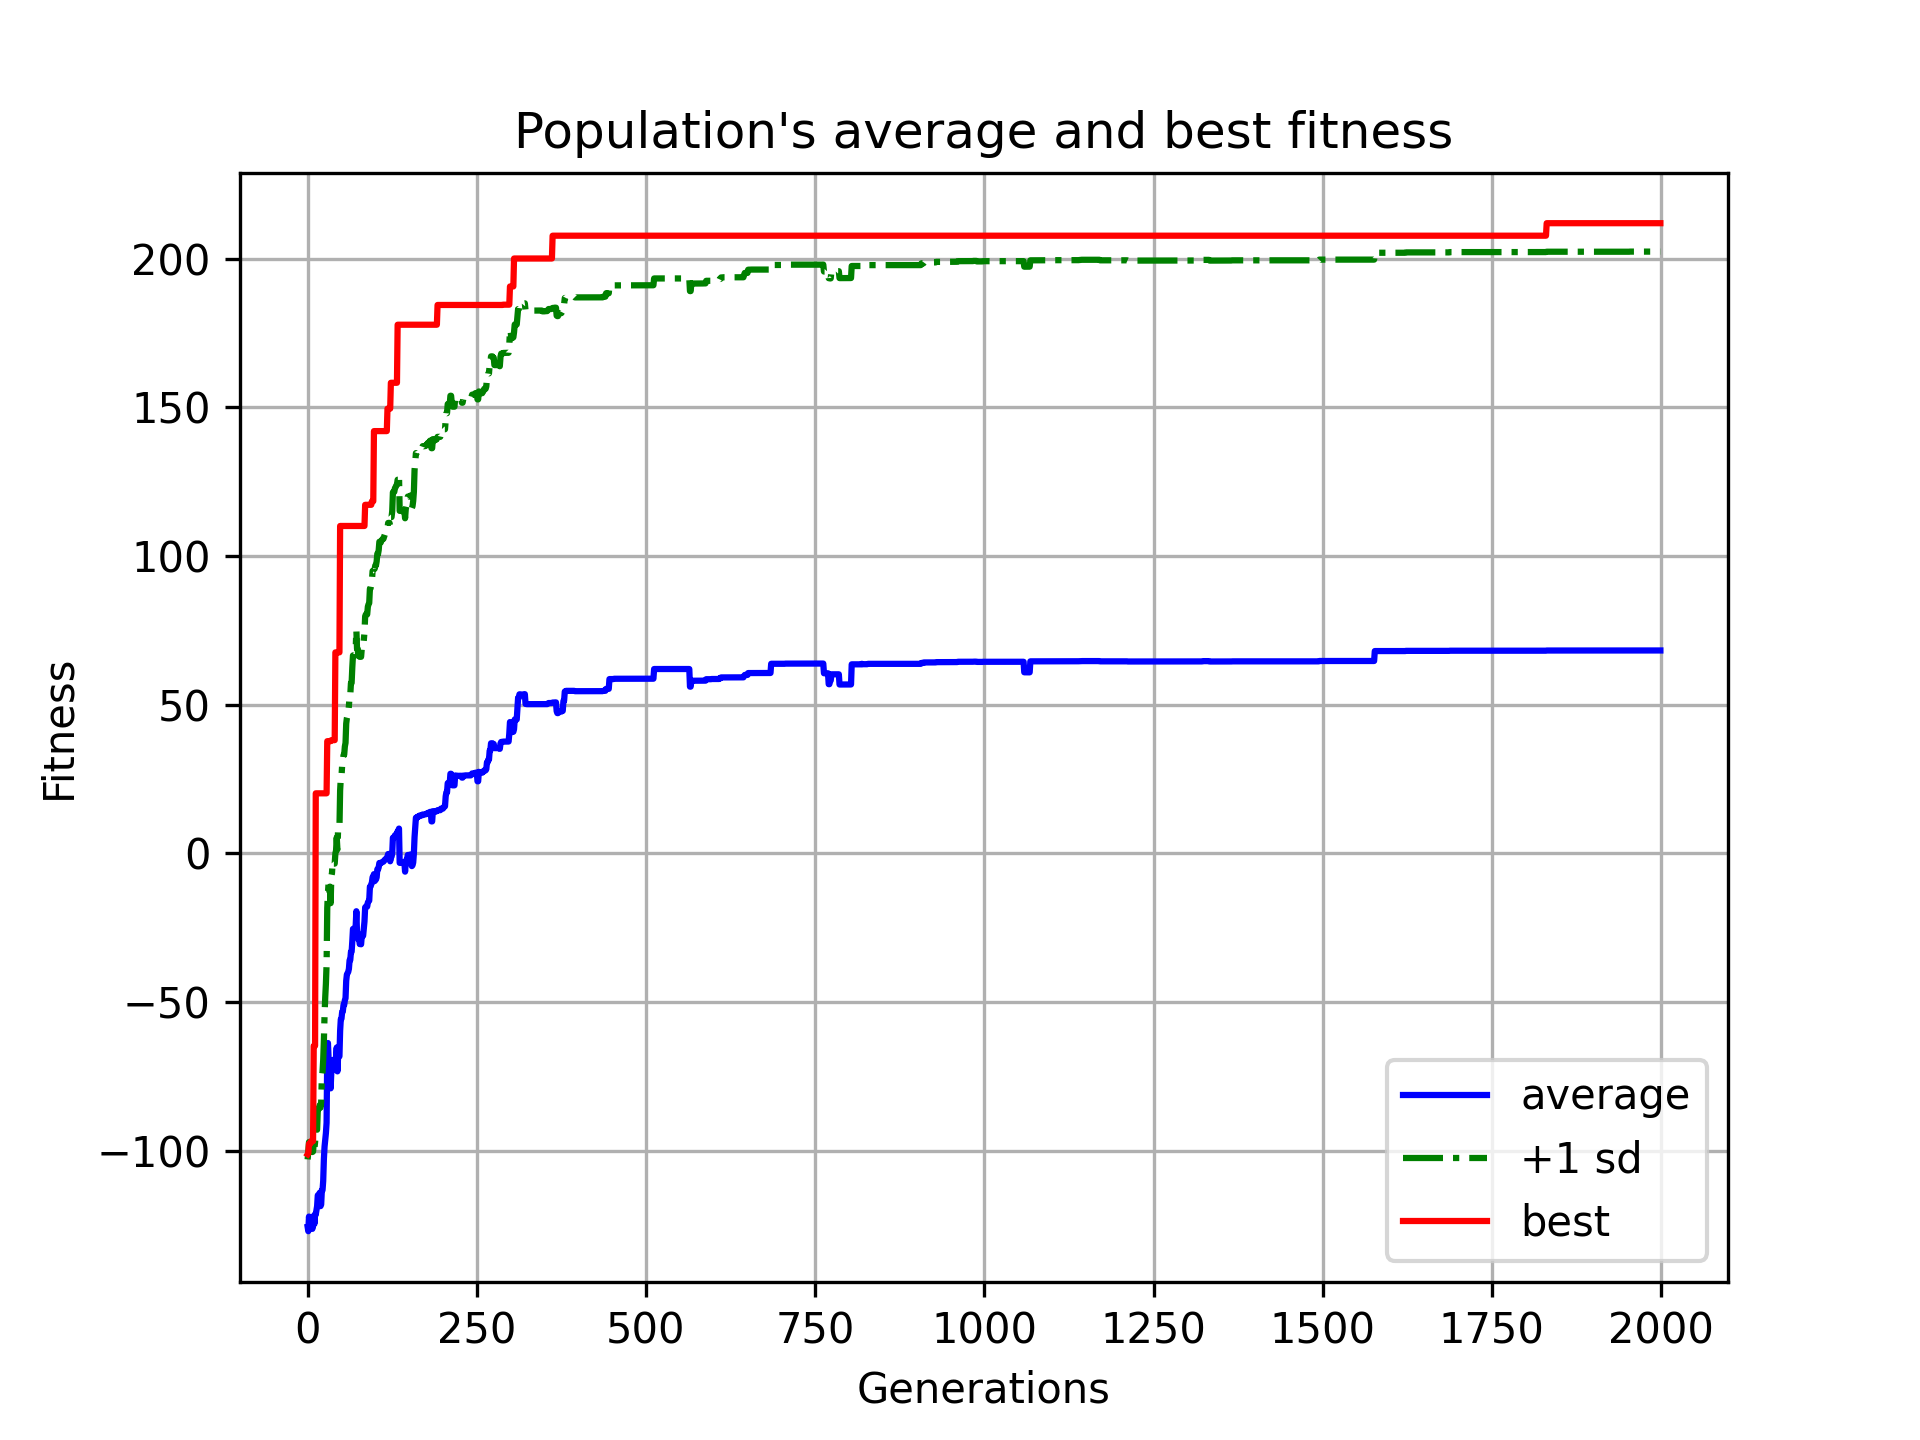 Population's average and best fitness
Fitness
200
150
100
50
0
−50
−100
0 250 500 750 1000 1250 1500 1750 2000
Generations
average
+1 sd
best